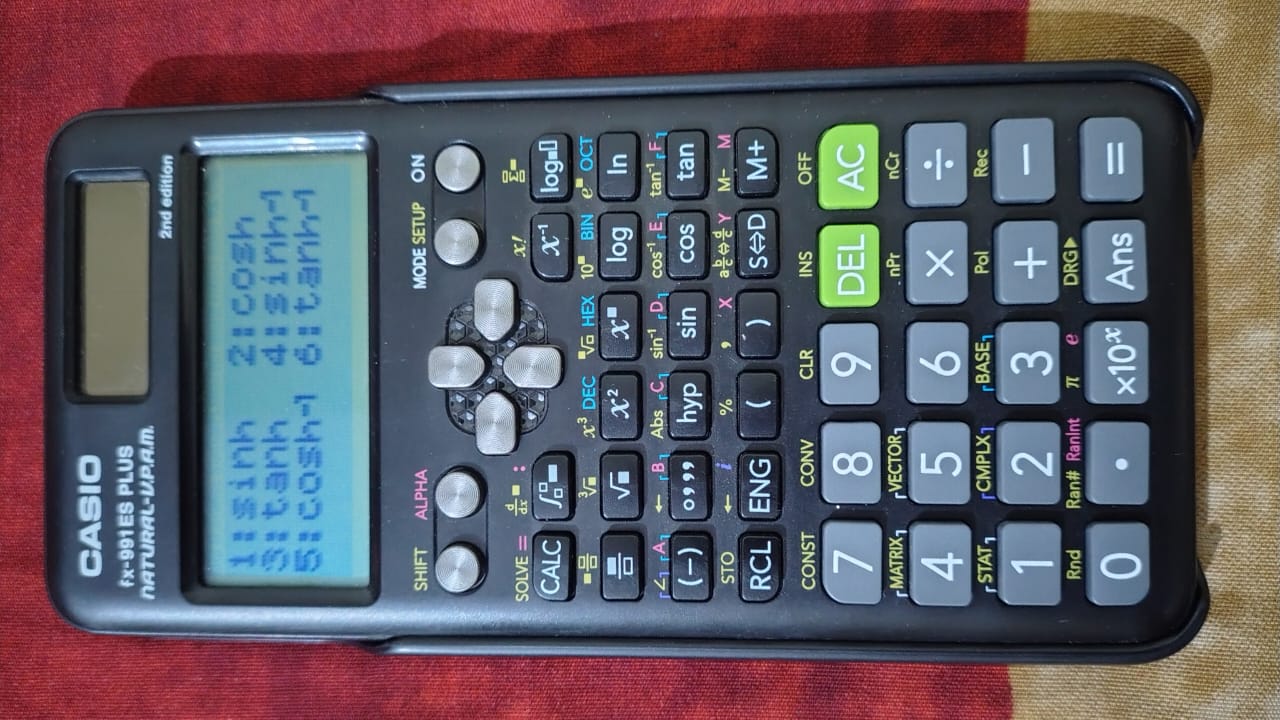 CASIO
fx-991ES PLUS 2nd edition
NATURAL-V.P.A.M.
1:sinh 2:cosh
3:tanh 4:sinh-1
5:cosh-1 6:tanh-1
SHIFT ALPHA MODE SETUP ON
SOLVE = d/dx : x! Σ
CALC ∫ x⁻¹ log
∛ x³ DEC √ HEX 10 BIN e OCT
√ x² x log ln
∠ A ← B Abs C sin⁻¹ D cos⁻¹ E tan⁻¹ F
(-) °,,, hyp sin cos tan
STO ← i % , X a b/c⇔d/c Y M- M
RCL ENG ( ) S⇔D M+
CONST CONV CLR INS OFF
7 8 9 DEL AC
MATRIX VECTOR nPr nCr
4 5 6 × ÷
STAT CMPLX BASE Pol Rec
1 2 3 + −
Rnd Ran# RanInt π e DRG▶
0 . ×10ˣ Ans =